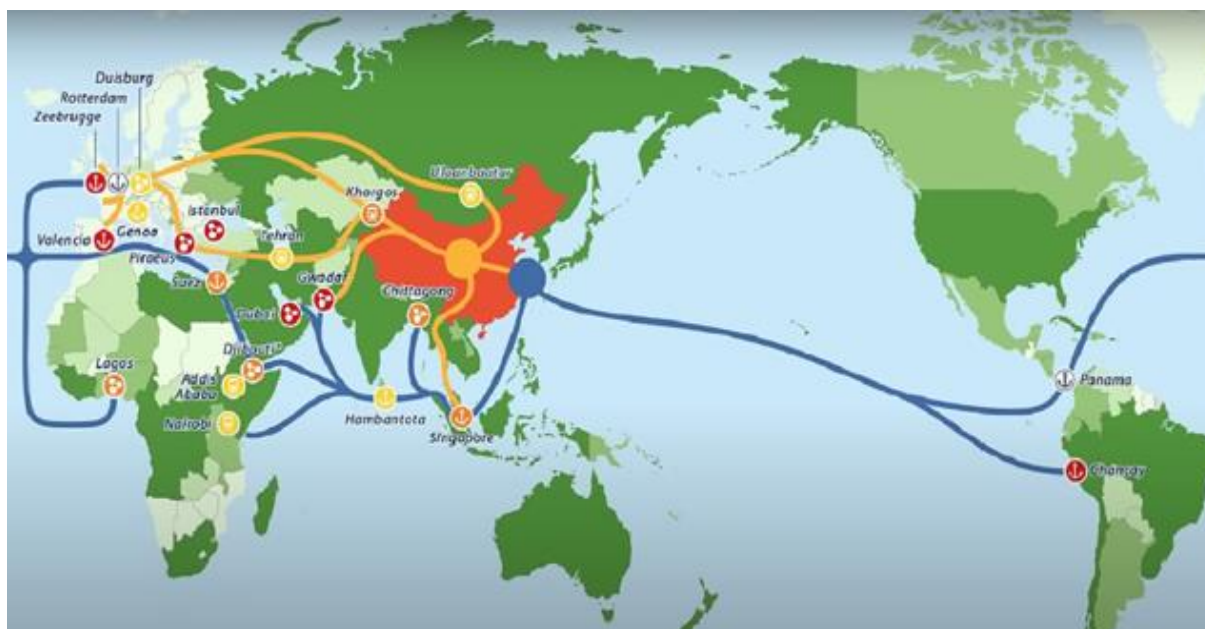 Duisburg
Rotterdam
Zeebrugge
Ulaanbaatar
Khorgos
Istanbul
Valencia
Genoa
Tehran
Piraeus
Suez
Gwadar
Chittagong
Dubai
Djibouti*
Lagos
Addis
Ababa
Panama
Nairobi
Hambantota
Singapore
Chancay